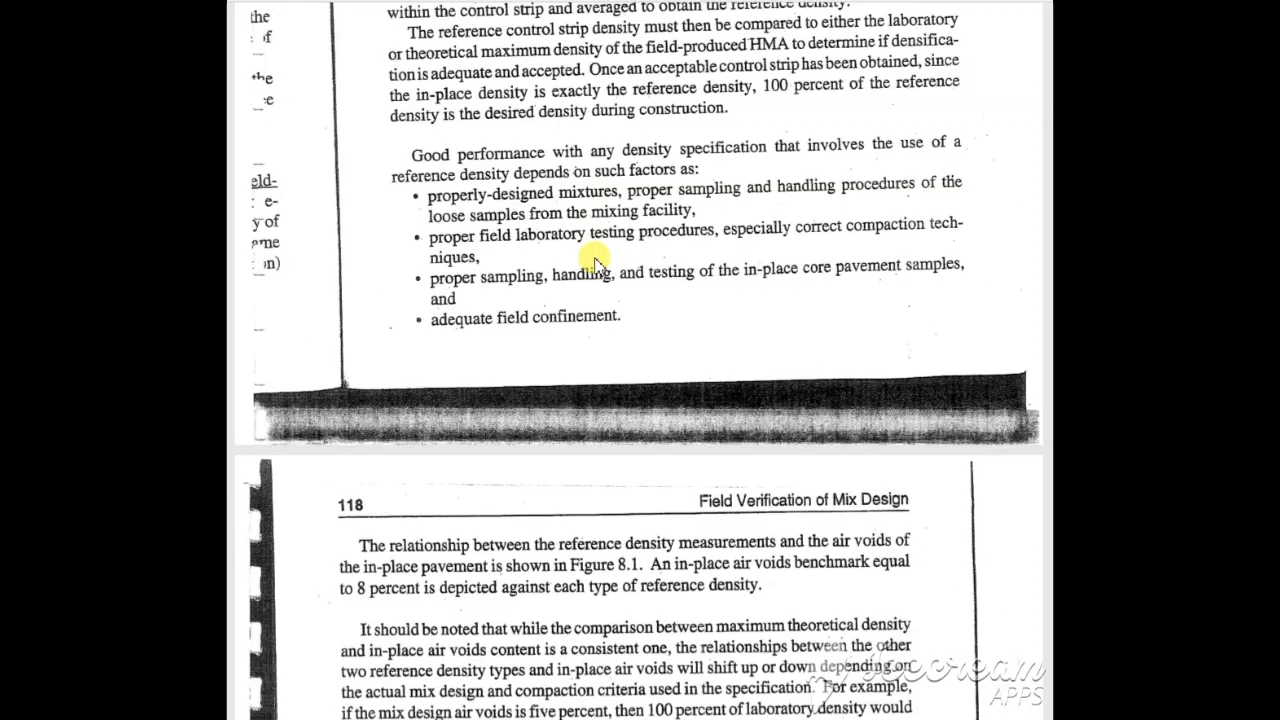 the
of
the
e
within the control strip and averaged to obtain the reference density.
The reference control strip density must then be compared to either the laboratory
or theoretical maximum density of the field-produced HMA to determine if densifica-
tion is adequate and accepted. Once an acceptable control strip has been obtained, since
the in-place density is exactly the reference density, 100 percent of the reference
density is the desired density during construction.
Good performance with any density specification that involves the use of a
reference density depends on such factors as:
• properly-designed mixtures, proper sampling and handling procedures of the
loose samples from the mixing facility,
• proper field laboratory testing procedures, especially correct compaction tech-
niques,
• proper sampling, handling, and testing of the in-place core pavement samples,
and
• adequate field confinement.
eld-
: e-
y of
eme
on)
118
Field Verification of Mix Design
The relationship between the reference density measurements and the air voids of
the in-place pavement is shown in Figure 8.1. An in-place air voids benchmark equal
to 8 percent is depicted against each type of reference density.
It should be noted that while the comparison between maximum theoretical density
and in-place air voids content is a consistent one, the relationships between the other
two reference density types and in-place air voids will shift up or down depending on
the actual mix design and compaction criteria used in the specification. For example,
if the mix design air voids is five percent, then 100 percent of laboratory density would
Icecream
APPS